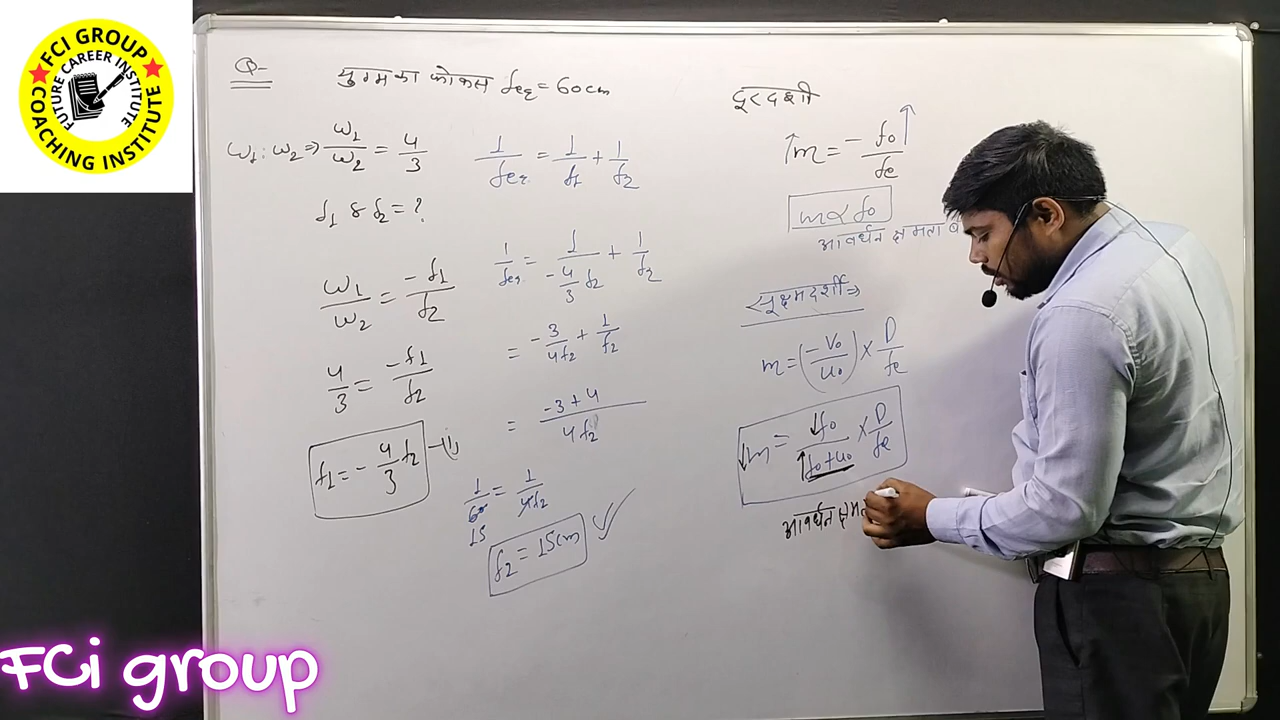 FCI GROUP
FUTURE CAREER INSTITUTE
COACHING INSTITUTE
Q-
युग्म का फोकस feq = 60cm
ω₁ : ω₂ ⇒ ω₁/ω₂ = 4/3
f₁ & f₂ = ?
ω₁/ω₂ = -f₁/f₂
4/3 = -f₁/f₂
f₁ = -4/3 f₂ -(1)
1/feq = 1/f₁ + 1/f₂
1/feq = 1/(-4/3 f₂) + 1/f₂
= -3/4f₂ + 1/f₂
= (-3+4)/4f₂
1/60 = 1/4f₂
15
f₂ = 15cm ✓
दूरदर्शी
↑m = -fo↑/fe
m ∝ fo
आवर्धन क्षमता
सूक्ष्मदर्शी ⇒
m = (-vo/uo) × D/fe
↓m = ↓fo/↑(fo+uo) × D/fe
आवर्धन
FCi group